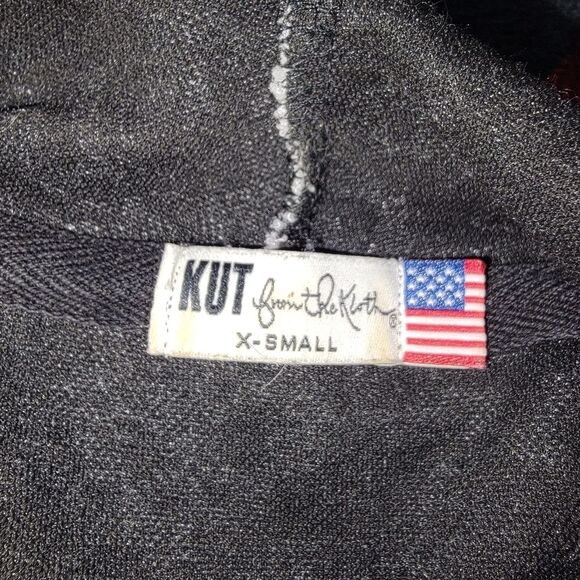 KUT from the Kloth®
X-SMALL